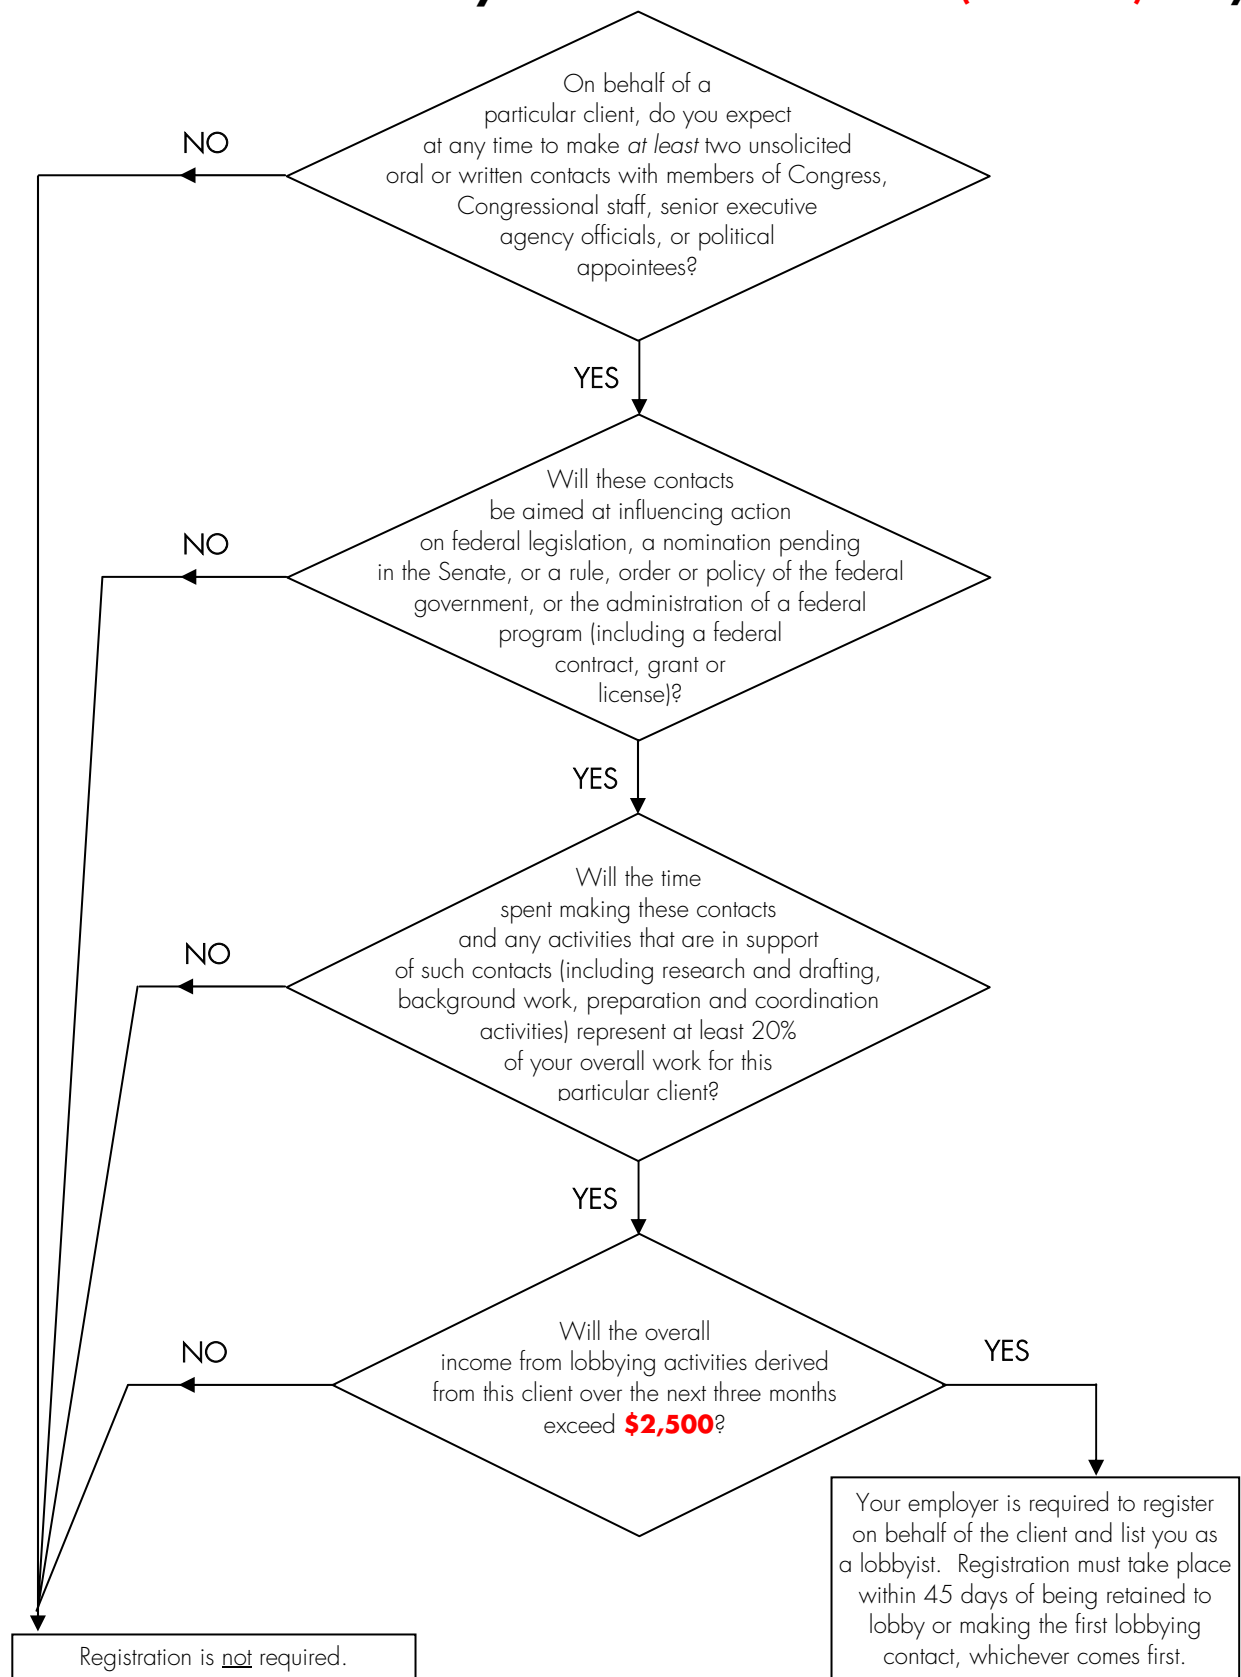 On behalf of a
particular client, do you expect
at any time to make at least two unsolicited
oral or written contacts with members of Congress,
Congressional staff, senior executive
agency officials, or political
appointees?
NO
YES
Will these contacts
be aimed at influencing action
on federal legislation, a nomination pending
in the Senate, or a rule, order or policy of the federal
government, or the administration of a federal
program (including a federal
contract, grant or
license)?
NO
YES
Will the time
spent making these contacts
and any activities that are in support
of such contacts (including research and drafting,
background work, preparation and coordination
activities) represent at least 20%
of your overall work for this
particular client?
NO
YES
Will the overall
income from lobbying activities derived
from this client over the next three months
exceed $2,500?
NO
YES
Your employer is required to register
on behalf of the client and list you as
a lobbyist.  Registration must take place
within 45 days of being retained to
lobby or making the first lobbying
contact, whichever comes first.
Registration is not required.